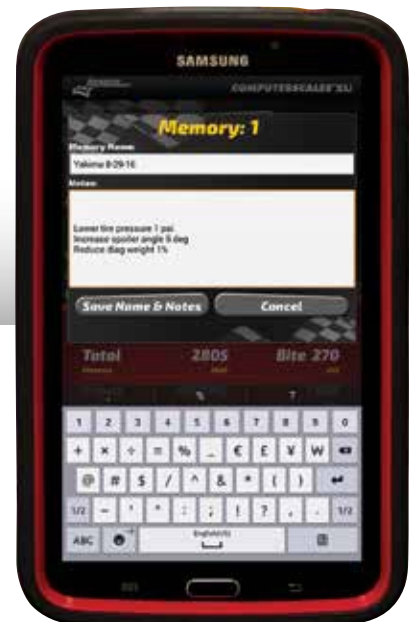 SAMSUNG
COMPUTERSCALES XLi
Memory: 1
Memory Name:
Yakima 8-29-16
Notes:
Lower tire pressure 1 psi
Increase spoiler angle 5 deg
Reduce diag weight 1%
Save Name & Notes Cancel
Total 2805 Bite 270
1 2 3 4 5 6 7 8 9 0
+ × ÷ = % _ € £ ¥ ₩
@ # $ / ^ & * ( )
1/2 - ' " : ; ! ? , . 1/2
ABC English(US)